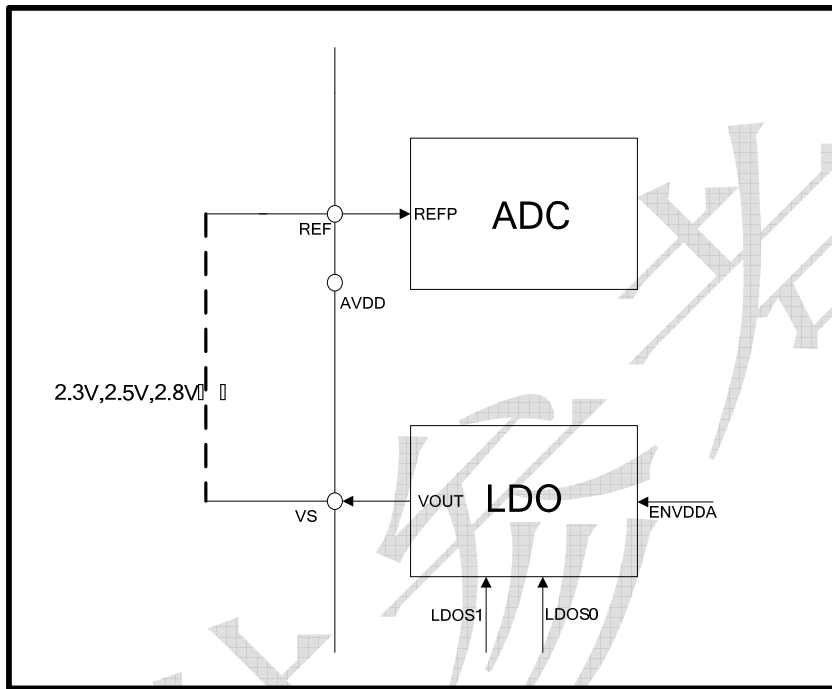 ADC
REFP
REF
AVDD
2.3V,2.5V,2.8V
VOUT
LDO
VS
ENVDDA
LDOS1
LDOS0